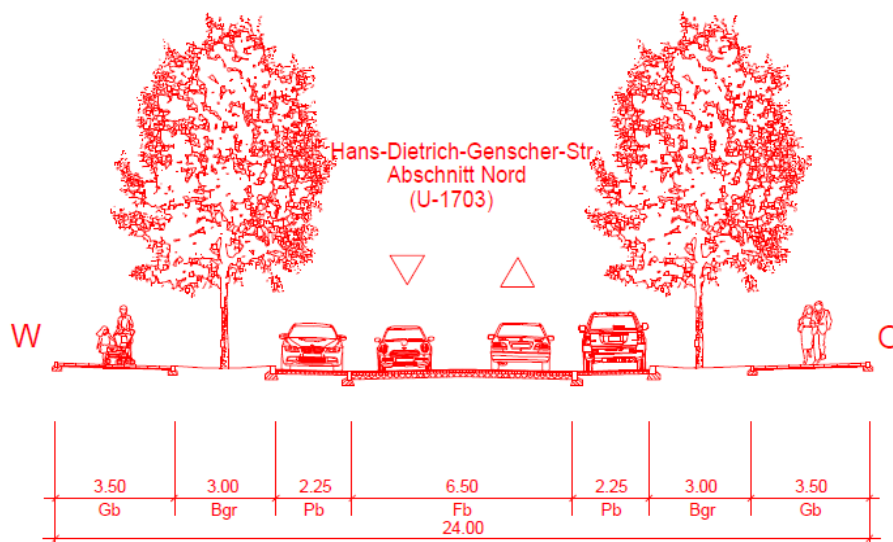 Hans-Dietrich-Genscher-Str.
Abschnitt Nord
(U-1703)
W
3.50 3.00 2.25 6.50 2.25 3.00 3.50
Gb Bgr Pb Fb Pb Bgr Gb
24.00